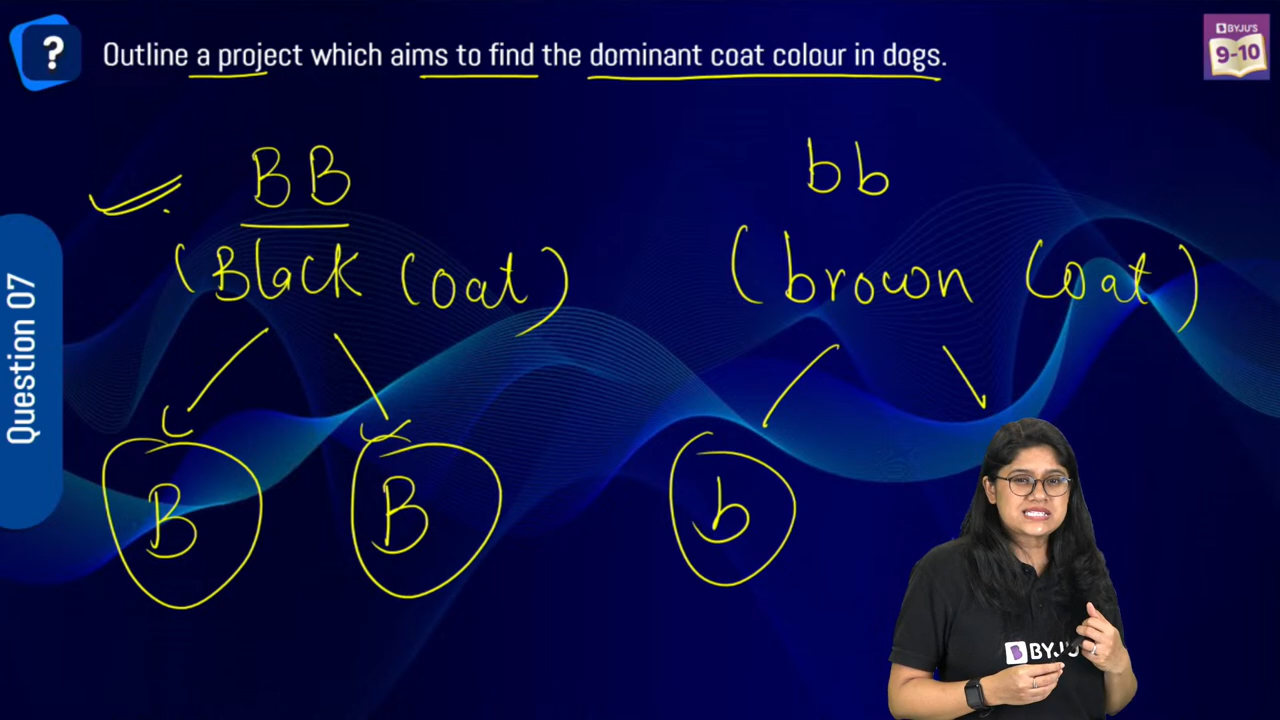 ?
Outline a project which aims to find the dominant coat colour in dogs.
BYJU'S
9-10
Question 07
BB
bb
(Black Coat)
(brown Coat)
B
B
b
BYJU'S